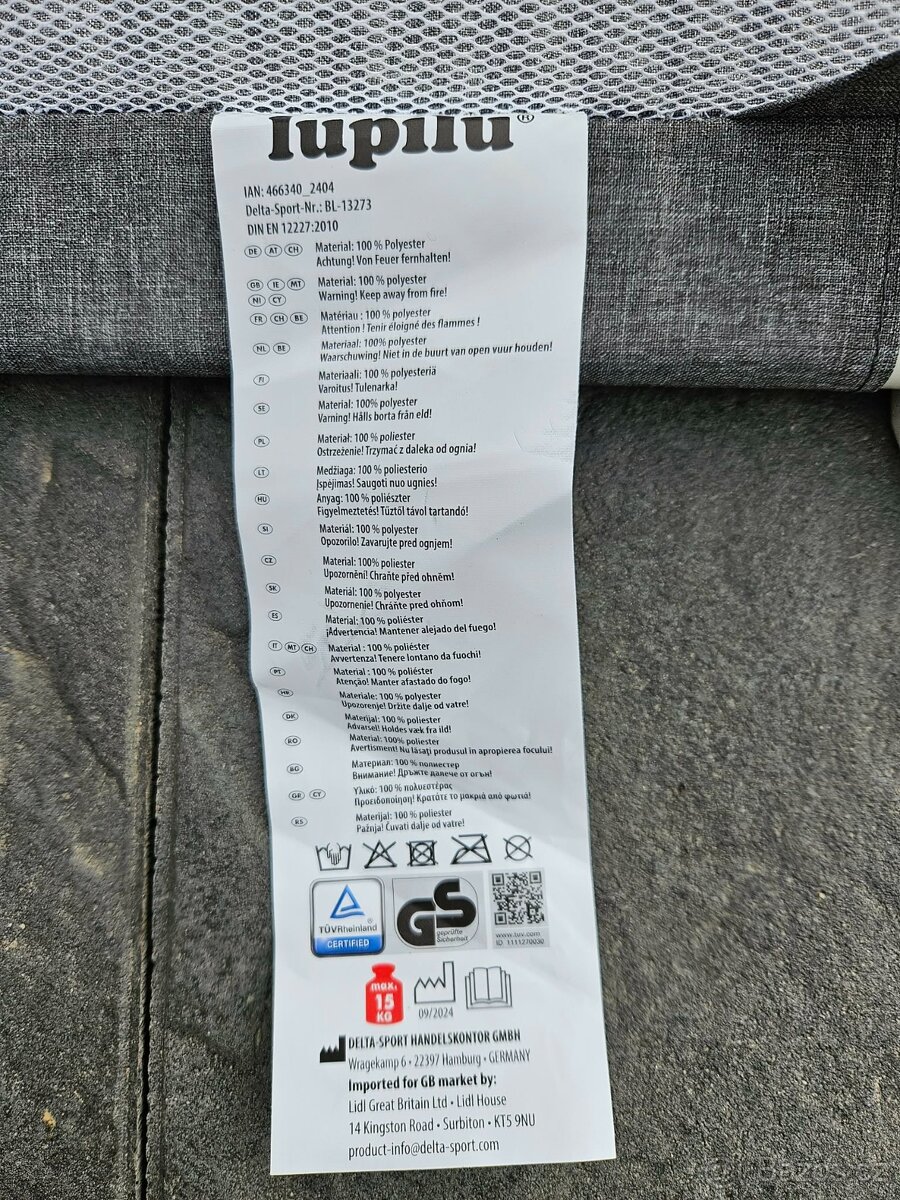 lupilu®
IAN: 466340_2404
Delta-Sport-Nr.: BL-13273
DIN EN 12227:2010
DE AT CH Material: 100 % Polyester
Achtung! Von Feuer fernhalten!
GB IE MT Material: 100 % polyester
NI CY Warning! Keep away from fire!
FR CH BE Matériau : 100 % polyester
Attention ! Tenir éloigné des flammes !
NL BE Materiaal: 100% polyester
Waarschuwing! Niet in de buurt van open vuur houden!
FI Materiaali: 100 % polyesteriä
Varoitus! Tulenarka!
SE Material: 100% polyester
Varning! Hålls borta från eld!
PL Materiał: 100 % poliester
Ostrzeżenie! Trzymać z daleka od ognia!
LT Medžiaga: 100 % poliesterio
Įspėjimas! Saugoti nuo ugnies!
HU Anyag: 100 % poliészter
Figyelmeztetés! Tűztől távol tartandó!
SI Materiál: 100 % polyester
Opozorilo! Zavarujte pred ognjem!
CZ Material: 100% poliester
Upozornění! Chraňte před ohněm!
SK Materiál: 100 % polyester
Upozornenie! Chráňte pred ohňom!
ES Material: 100 % poliéster
¡Advertencia! Mantener alejado del fuego!
IT MT CH Material : 100 % poliéster
Avvertenza! Tenere lontano da fuochi!
PT Material : 100 % poliéster
Atenção! Manter afastado do fogo!
HR Materiale: 100 % polyester
Upozorenje! Držite dalje od vatre!
DK Materijal: 100 % poliester
Advarsel! Holdes væk fra ild!
RO Material: 100% poliester
Avertisment! Nu lăsați produsul in apropierea focului!
BG Материал: 100 % полиестер
Внимание! Дръжте далече от огън!
GR CY Υλικό: 100 % πολυεστέρας
Προειδοποίηση! Κρατάτε το μακριά από φωτιά!
RS Materijal: 100 % poliester
Pažnja! Čuvati dalje od vatre!
TÜVRheinland®
CERTIFIED
GS
geprüfte
Sicherheit
www.tuv.com
ID 1111270030
max.
15
KG
09/2024
DELTA-SPORT HANDELSKONTOR GMBH
Wragekamp 6 • 22397 Hamburg • GERMANY
Imported for GB market by:
Lidl Great Britain Ltd • Lidl House
14 Kingston Road • Surbiton • KT5 9NU
product-info@delta-sport.com